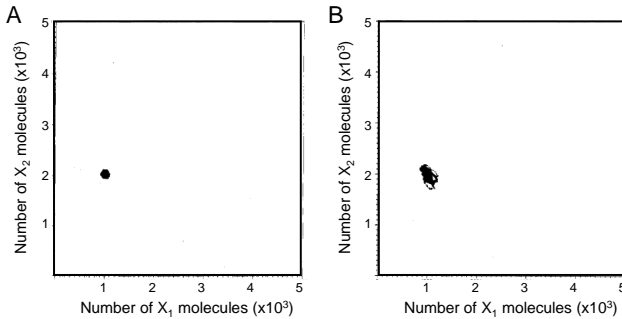 A
Number of X₂ molecules (x10³)
5
4
3
2
1
1 2 3 4 5
Number of X₁ molecules (x10³)
B
Number of X₂ molecules (x10³)
5
4
3
2
1
1 2 3 4 5
Number of X₁ molecules (x10³)